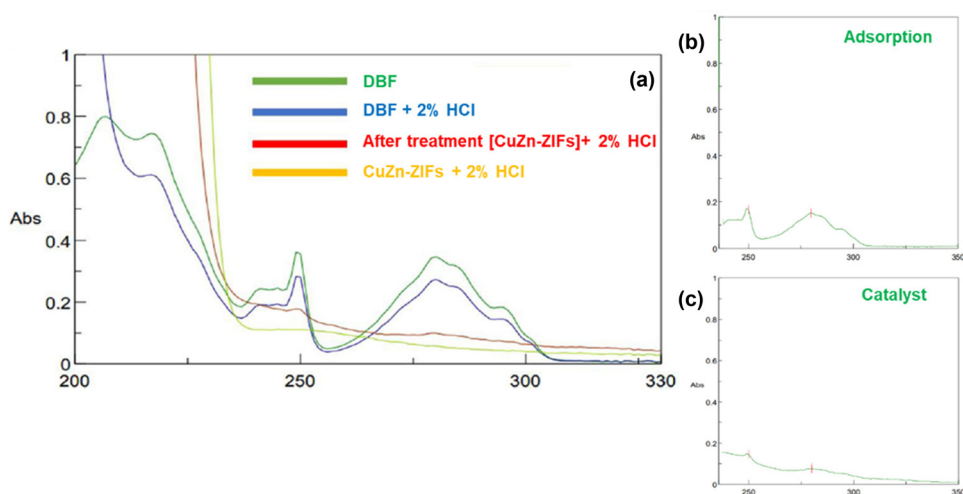 (a)
1
0.8
0.6
Abs
0.4
0.2
0
200
250
300
330
DBF
DBF + 2% HCl
After treatment [CuZn-ZIFs]+ 2% HCl
CuZn-ZIFs + 2% HCl
(b)
Adsorption
1
0.8
0.6
Abs
0.4
0.2
0
250
300
350
(c)
Catalyst
1
0.8
0.6
Abs
0.4
0.2
0
250
300
350